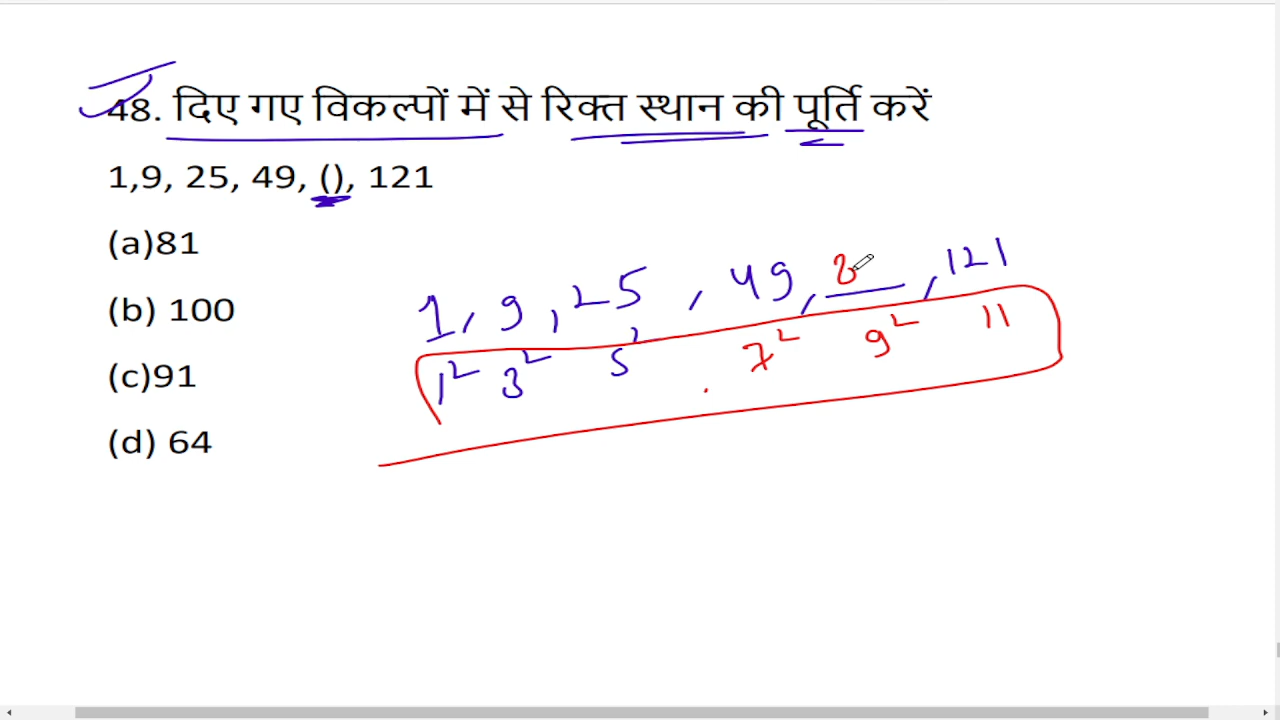 48. दिए गए विकल्पों में से रिक्त स्थान की पूर्ति करें
1,9, 25, 49, (), 121
(a)81
(b) 100
(c)91
(d) 64
1, 9, 25, 49, 8, 121
1² 3² 5² 7² 9² 11